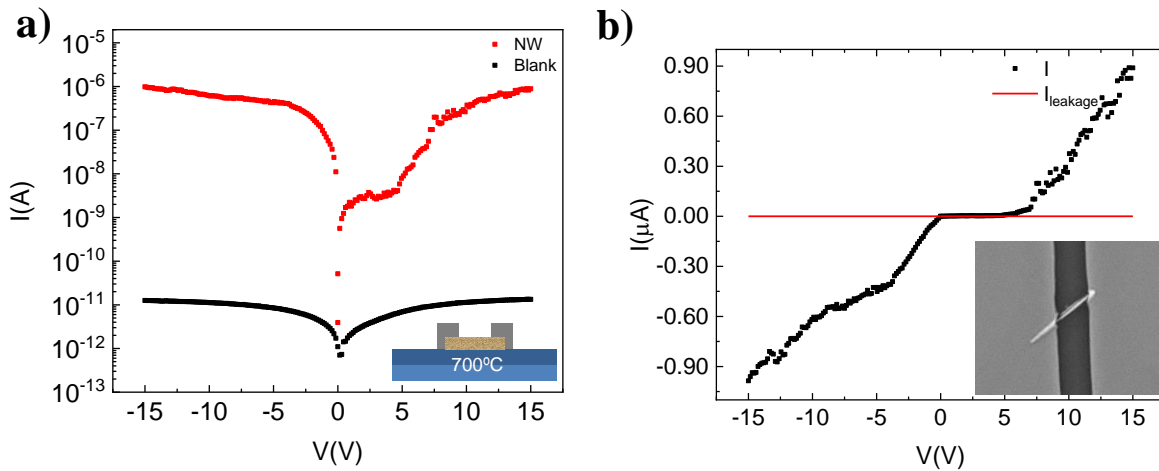 a)
I(A)
10⁻⁵
10⁻⁶
10⁻⁷
10⁻⁸
10⁻⁹
10⁻¹⁰
10⁻¹¹
10⁻¹²
10⁻¹³
NW
Blank
700ºC
-15 -10 -5 0 5 10 15
V(V)
b)
I(µA)
0.90
0.60
0.30
0.00
-0.30
-0.60
-0.90
I
I_leakage
-15 -10 -5 0 5 10 15
V(V)